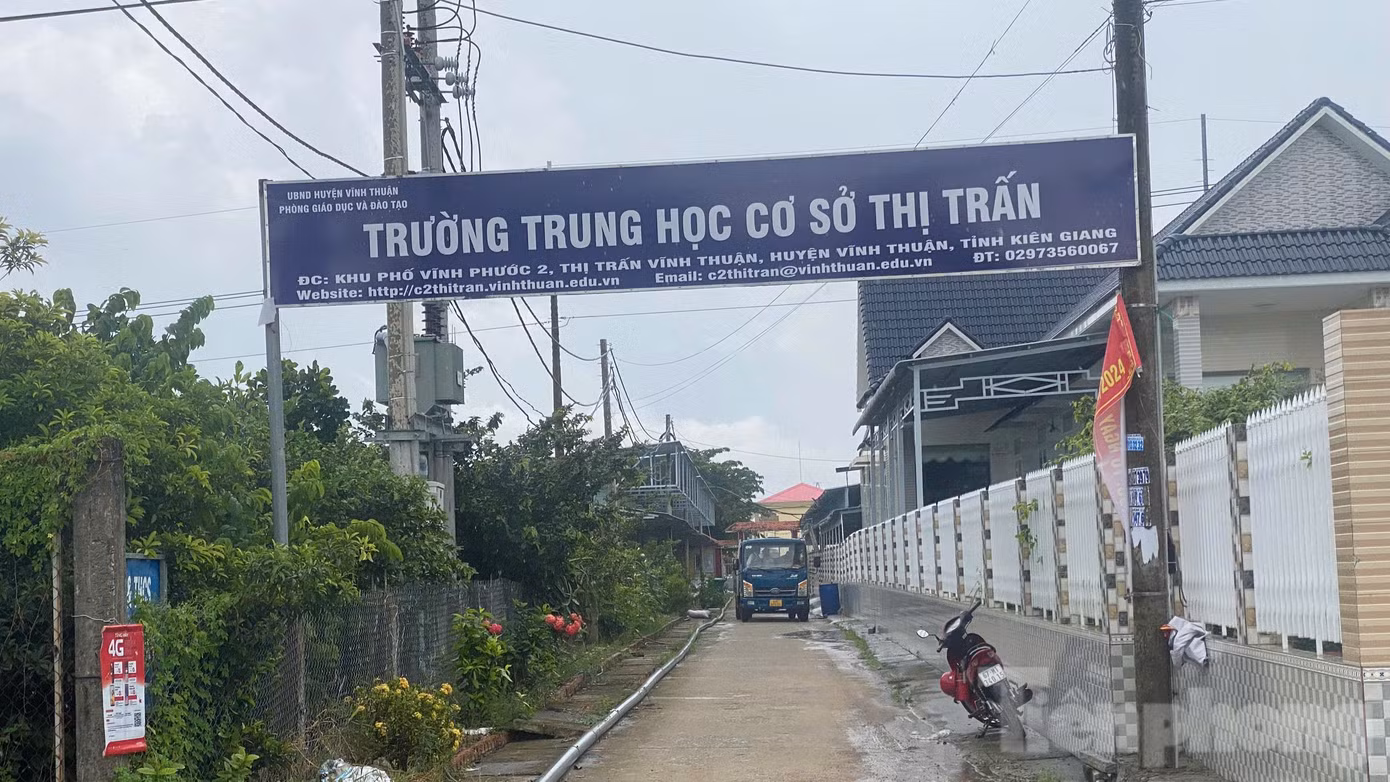 UBND HUYỆN VĨNH THUẬN
PHÒNG GIÁO DỤC VÀ ĐÀO TẠO
TRƯỜNG TRUNG HỌC CƠ SỞ THỊ TRẤN
ĐC: KHU PHỐ VĨNH PHƯỚC 2, THỊ TRẤN VĨNH THUẬN, HUYỆN VĨNH THUẬN, TỈNH KIÊN GIANG
Website: http://c2thitran.vinhthuan.edu.vn Email: c2thitran@vinhthuan.edu.vn ĐT: 02973560067
2024
THCS
4G